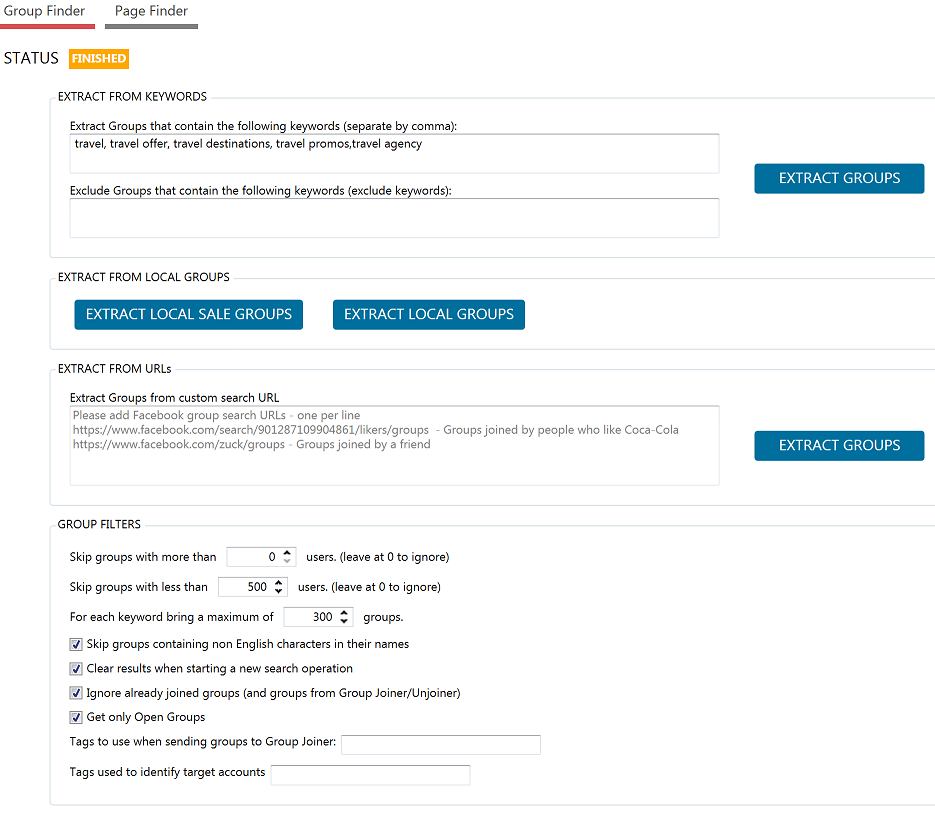 Group Finder Page Finder
STATUS FINISHED
EXTRACT FROM KEYWORDS
Extract Groups that contain the following keywords (separate by comma):
travel, travel offer, travel destinations, travel promos,travel agency
EXTRACT GROUPS
Exclude Groups that contain the following keywords (exclude keywords):
EXTRACT FROM LOCAL GROUPS
EXTRACT LOCAL SALE GROUPS EXTRACT LOCAL GROUPS
EXTRACT FROM URLs
Extract Groups from custom search URL
Please add Facebook group search URLs - one per line
https://www.facebook.com/search/901287109904861/likers/groups - Groups joined by people who like Coca-Cola
https://www.facebook.com/zuck/groups - Groups joined by a friend
EXTRACT GROUPS
GROUP FILTERS
Skip groups with more than 0 users. (leave at 0 to ignore)
Skip groups with less than 500 users. (leave at 0 to ignore)
For each keyword bring a maximum of 300 groups.
Skip groups containing non English characters in their names
Clear results when starting a new search operation
Ignore already joined groups (and groups from Group Joiner/Unjoiner)
Get only Open Groups
Tags to use when sending groups to Group Joiner:
Tags used to identify target accounts